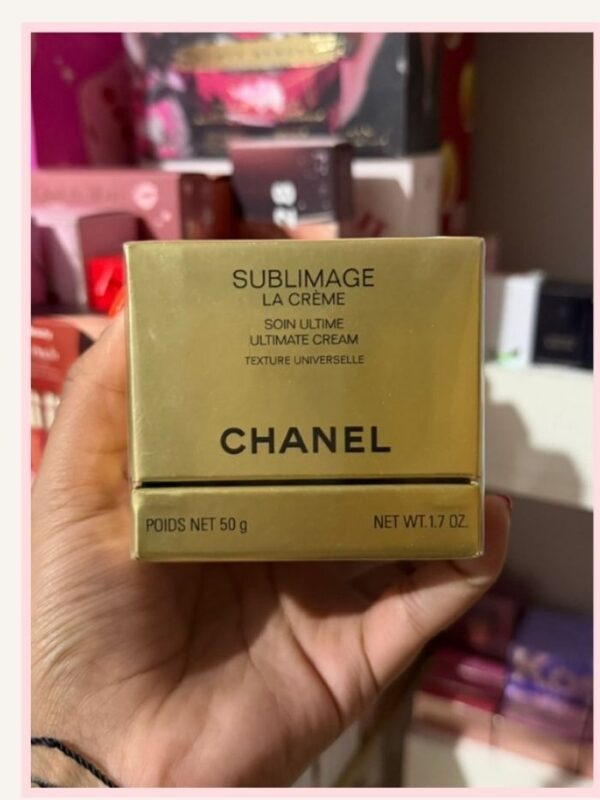 SUBLIMAGE
LA CRÈME
SOIN ULTIME
ULTIMATE CREAM
TEXTURE UNIVERSELLE
CHANEL
POIDS NET 50 g NET WT.1.7 OZ.